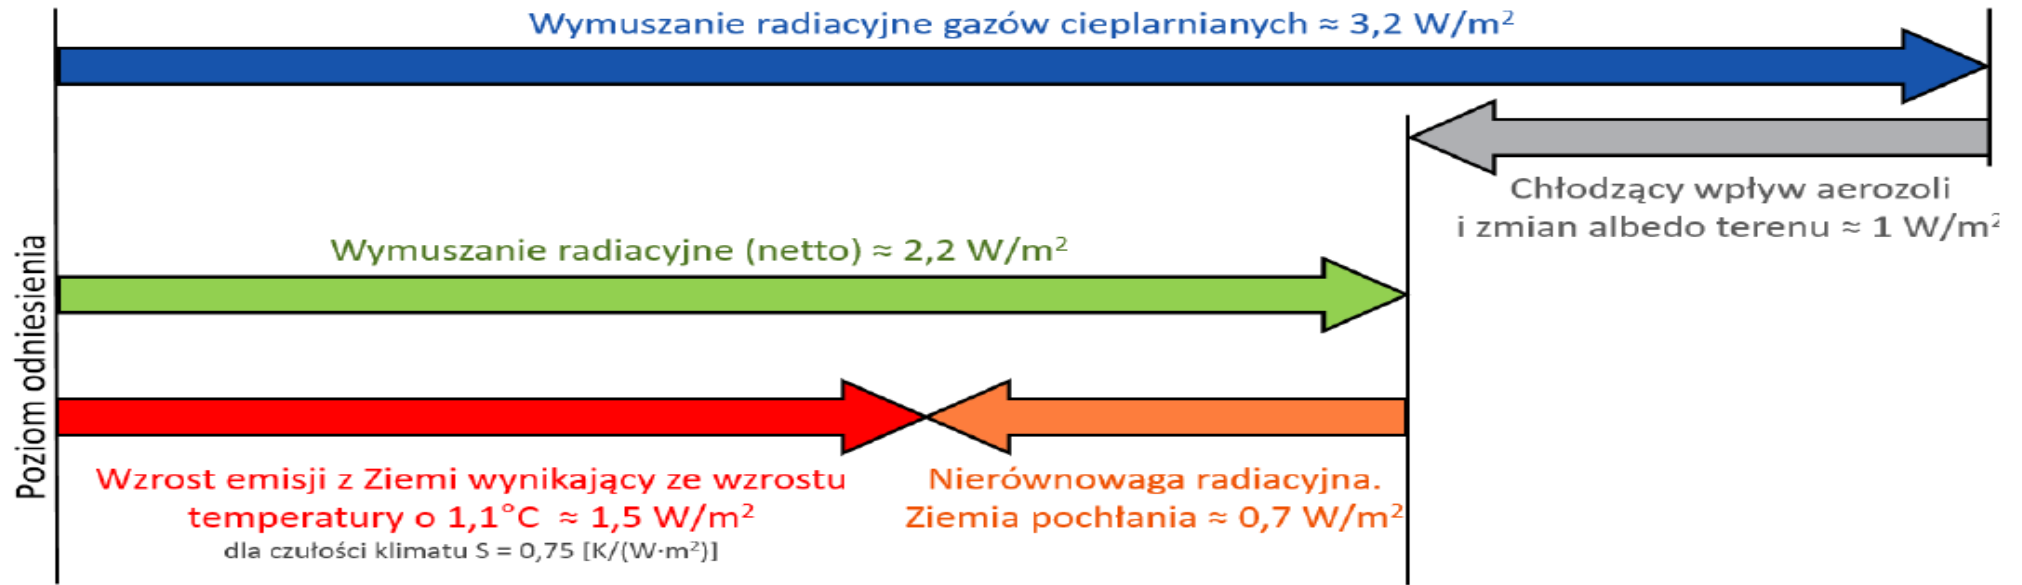 Wymuszanie radiacyjne gazów cieplarnianych ≈ 3,2 W/m²
Chłodzący wpływ aerozoli
i zmian albedo terenu ≈ 1 W/m²
Poziom odniesienia
Wymuszanie radiacyjne (netto) ≈ 2,2 W/m²
Wzrost emisji z Ziemi wynikający ze wzrostu
temperatury o 1,1°C ≈ 1,5 W/m²
dla czułości klimatu S = 0,75 [K/(W·m²)]
Nierównowaga radiacyjna.
Ziemia pochłania ≈ 0,7 W/m²